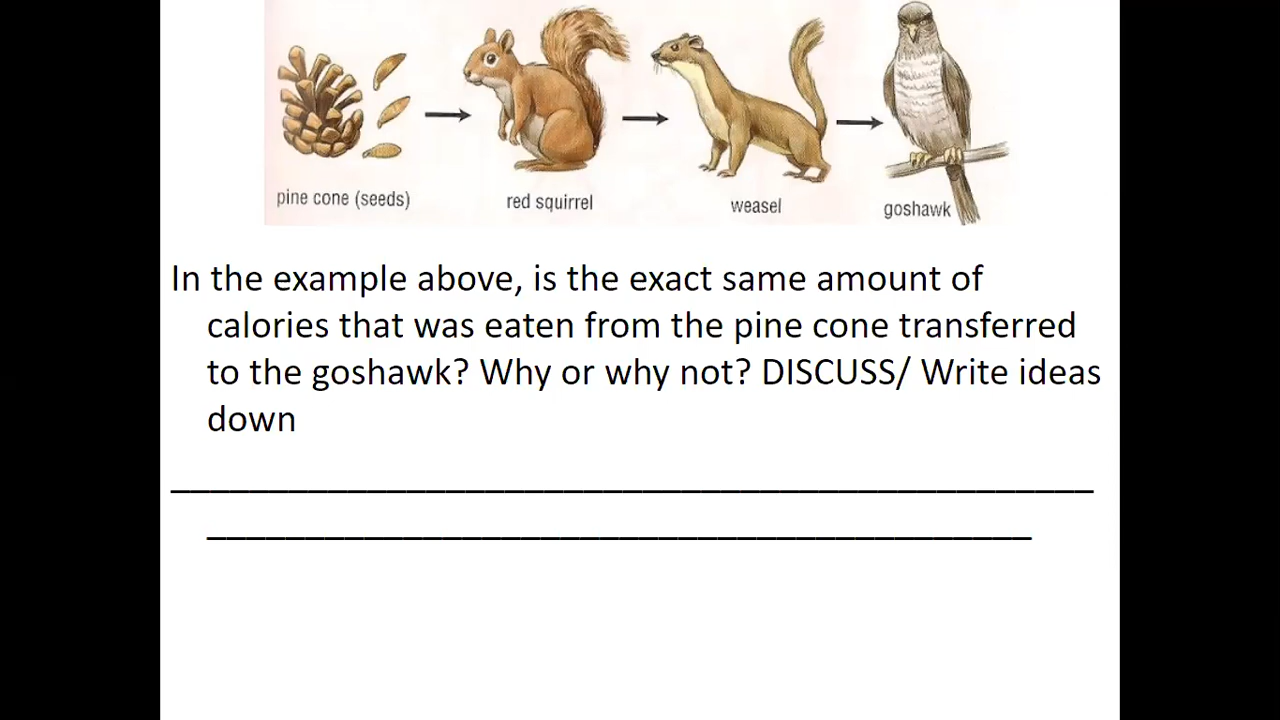 pine cone (seeds)
red squirrel
weasel
goshawk
In the example above, is the exact same amount of
calories that was eaten from the pine cone transferred
to the goshawk? Why or why not? DISCUSS/ Write ideas
down